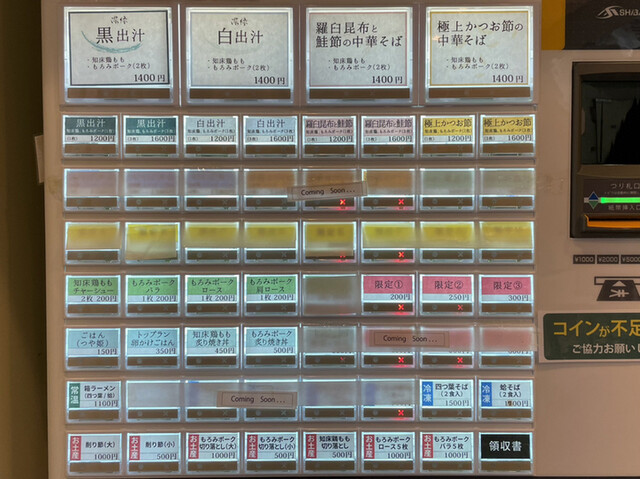 濃縁
黒出汁
・知床鶏もも
・もろみポーク(2枚)
1400円
濃縁
白出汁
・知床鶏もも
・もろみポーク(2枚)
1400円
羅臼昆布と
鮭節の中華そば
・知床鶏もも
・もろみポーク(2枚)
1400円
極上かつお節の
中華そば
・知床鶏もも
・もろみポーク(2枚)
1400円
黒出汁
1200円
黒出汁
1600円
白出汁
1200円
白出汁
1600円
羅臼昆布と鮭節
1200円
羅臼昆布と鮭節
1600円
極上かつお節
1200円
極上かつお節
1600円
Coming Soon...
知床鶏もも
チャーシュー
2枚 200円
もろみポーク
バラ
1枚 200円
もろみポーク
ロース
1枚 200円
もろみポーク
肩ロース
1枚 200円
限定①
200円
限定②
250円
限定③
300円
ごはん
(つや姫)
150円
トップラン
卵かけごはん
350円
知床鶏もも
炙り焼き丼
450円
もろみポーク
炙り焼き丼
500円
Coming Soon...
常温
箱ラーメン
(四つ葉/蛤)
1100円
Coming Soon...
冷凍
四つ葉そば
(2食入)
1500円
冷凍
蛤そば
(2食入)
お土産
削り節(大)
1000円
お土産
削り節(小)
500円
お土産
もろみポーク
切り落とし(大)
1000円
お土産
もろみポーク
切り落とし(小)
500円
お土産
知床鶏もも
切り落とし
500円
お土産
もろみポーク
ロース5枚
1000円
お土産
もろみポーク
バラ5枚
1000円
領収書
SHABA
つり札口
紙幣挿入口
¥1000 ¥2000 ¥5000
コインが不足
ご協力お願いし